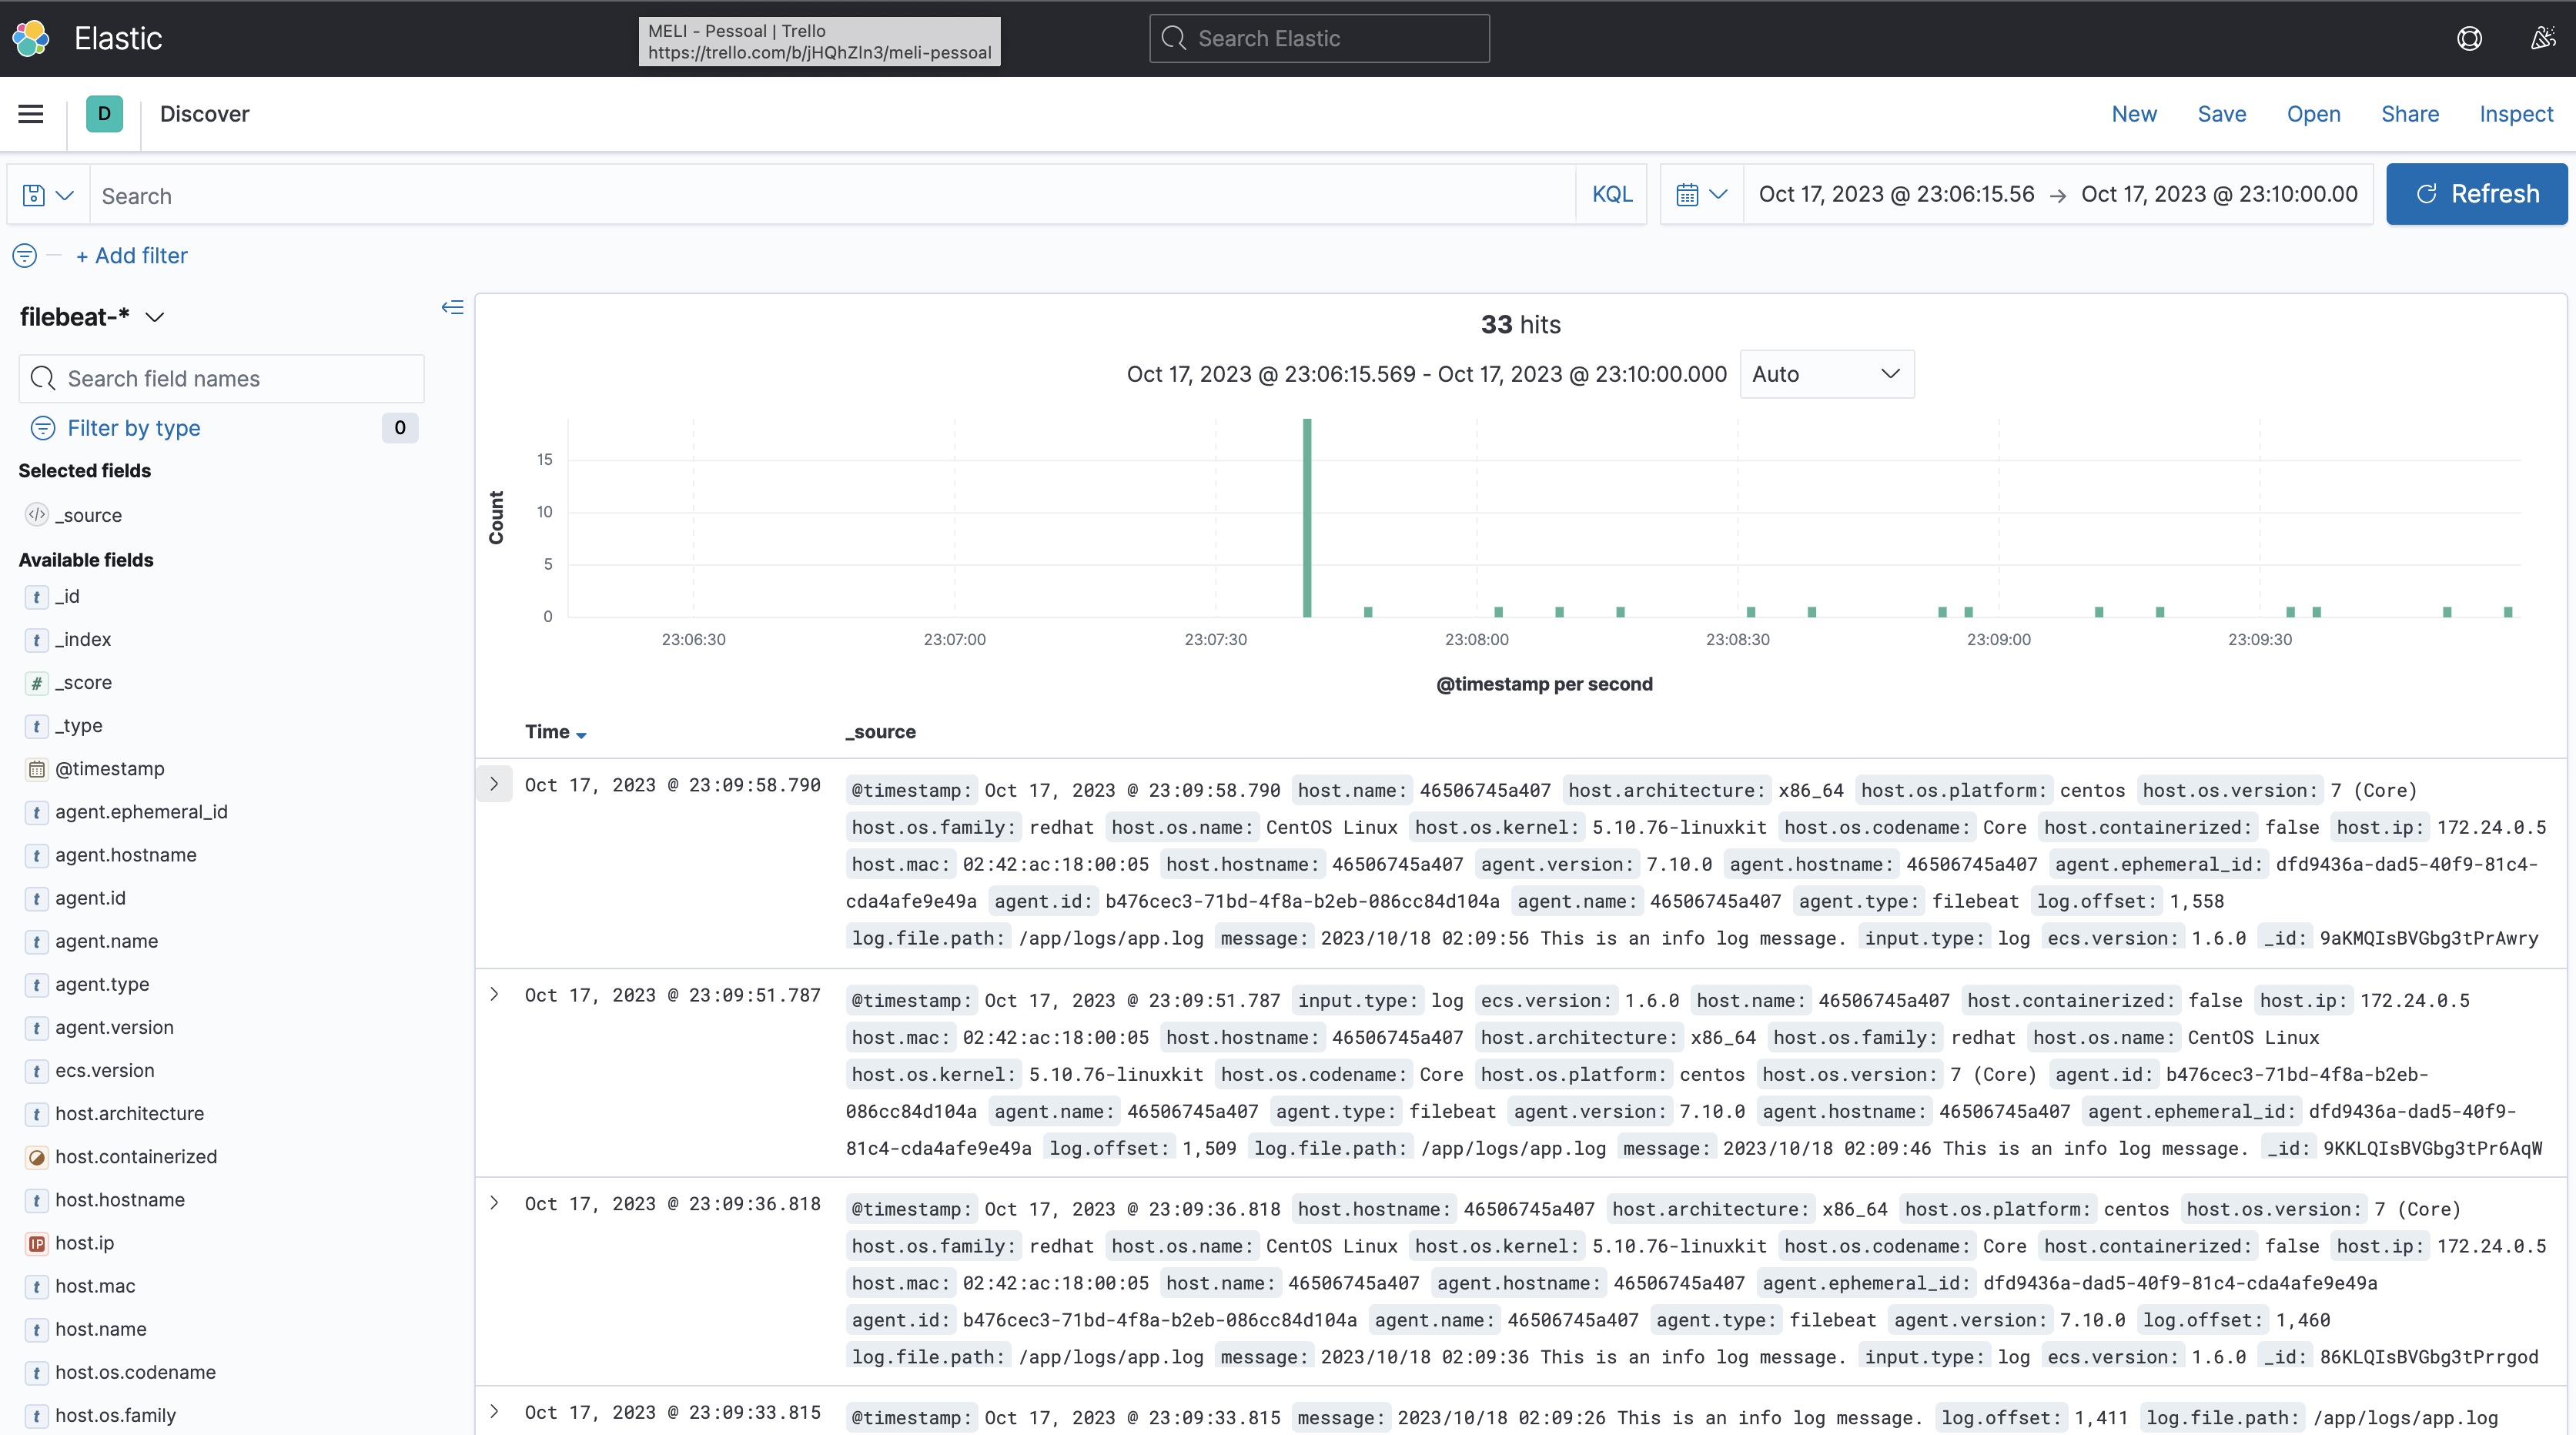 Elastic
MELI - Pessoal | Trello
https://trello.com/b/jHQhZln3/meli-pessoal
Search Elastic
D
Discover
New Save Open Share Inspect
Search
KQL
Oct 17, 2023 @ 23:06:15.56 → Oct 17, 2023 @ 23:10:00.00
Refresh
+ Add filter
filebeat-*
Search field names
Filter by type 0
Selected fields
_source
Available fields
t _id
t _index
# _score
t _type
@timestamp
t agent.ephemeral_id
t agent.hostname
t agent.id
t agent.name
t agent.type
t agent.version
t ecs.version
t host.architecture
host.containerized
t host.hostname
IP host.ip
t host.mac
t host.name
t host.os.codename
t host.os.family
33 hits
Oct 17, 2023 @ 23:06:15.569 - Oct 17, 2023 @ 23:10:00.000 Auto
Count
15
10
5
0
23:06:30 23:07:00 23:07:30 23:08:00 23:08:30 23:09:00 23:09:30
@timestamp per second
Time _source
Oct 17, 2023 @ 23:09:58.790 @timestamp: Oct 17, 2023 @ 23:09:58.790 host.name: 46506745a407 host.architecture: x86_64 host.os.platform: centos host.os.version: 7 (Core)
host.os.family: redhat host.os.name: CentOS Linux host.os.kernel: 5.10.76-linuxkit host.os.codename: Core host.containerized: false host.ip: 172.24.0.5
host.mac: 02:42:ac:18:00:05 host.hostname: 46506745a407 agent.version: 7.10.0 agent.hostname: 46506745a407 agent.ephemeral_id: dfd9436a-dad5-40f9-81c4-
cda4afe9e49a agent.id: b476cec3-71bd-4f8a-b2eb-086cc84d104a agent.name: 46506745a407 agent.type: filebeat log.offset: 1,558
log.file.path: /app/logs/app.log message: 2023/10/18 02:09:56 This is an info log message. input.type: log ecs.version: 1.6.0 _id: 9aKMQIsBVGbg3tPrAwry
Oct 17, 2023 @ 23:09:51.787 @timestamp: Oct 17, 2023 @ 23:09:51.787 input.type: log ecs.version: 1.6.0 host.name: 46506745a407 host.containerized: false host.ip: 172.24.0.5
host.mac: 02:42:ac:18:00:05 host.hostname: 46506745a407 host.architecture: x86_64 host.os.family: redhat host.os.name: CentOS Linux
host.os.kernel: 5.10.76-linuxkit host.os.codename: Core host.os.platform: centos host.os.version: 7 (Core) agent.id: b476cec3-71bd-4f8a-b2eb-
086cc84d104a agent.name: 46506745a407 agent.type: filebeat agent.version: 7.10.0 agent.hostname: 46506745a407 agent.ephemeral_id: dfd9436a-dad5-40f9-
81c4-cda4afe9e49a log.offset: 1,509 log.file.path: /app/logs/app.log message: 2023/10/18 02:09:46 This is an info log message. _id: 9KKLQIsBVGbg3tPr6AqW
Oct 17, 2023 @ 23:09:36.818 @timestamp: Oct 17, 2023 @ 23:09:36.818 host.hostname: 46506745a407 host.architecture: x86_64 host.os.platform: centos host.os.version: 7 (Core)
host.os.family: redhat host.os.name: CentOS Linux host.os.kernel: 5.10.76-linuxkit host.os.codename: Core host.containerized: false host.ip: 172.24.0.5
host.mac: 02:42:ac:18:00:05 host.name: 46506745a407 agent.hostname: 46506745a407 agent.ephemeral_id: dfd9436a-dad5-40f9-81c4-cda4afe9e49a
agent.id: b476cec3-71bd-4f8a-b2eb-086cc84d104a agent.name: 46506745a407 agent.type: filebeat agent.version: 7.10.0 log.offset: 1,460
log.file.path: /app/logs/app.log message: 2023/10/18 02:09:36 This is an info log message. input.type: log ecs.version: 1.6.0 _id: 86KLQIsBVGbg3tPrrgod
Oct 17, 2023 @ 23:09:33.815 @timestamp: Oct 17, 2023 @ 23:09:33.815 message: 2023/10/18 02:09:26 This is an info log message. log.offset: 1,411 log.file.path: /app/logs/app.log